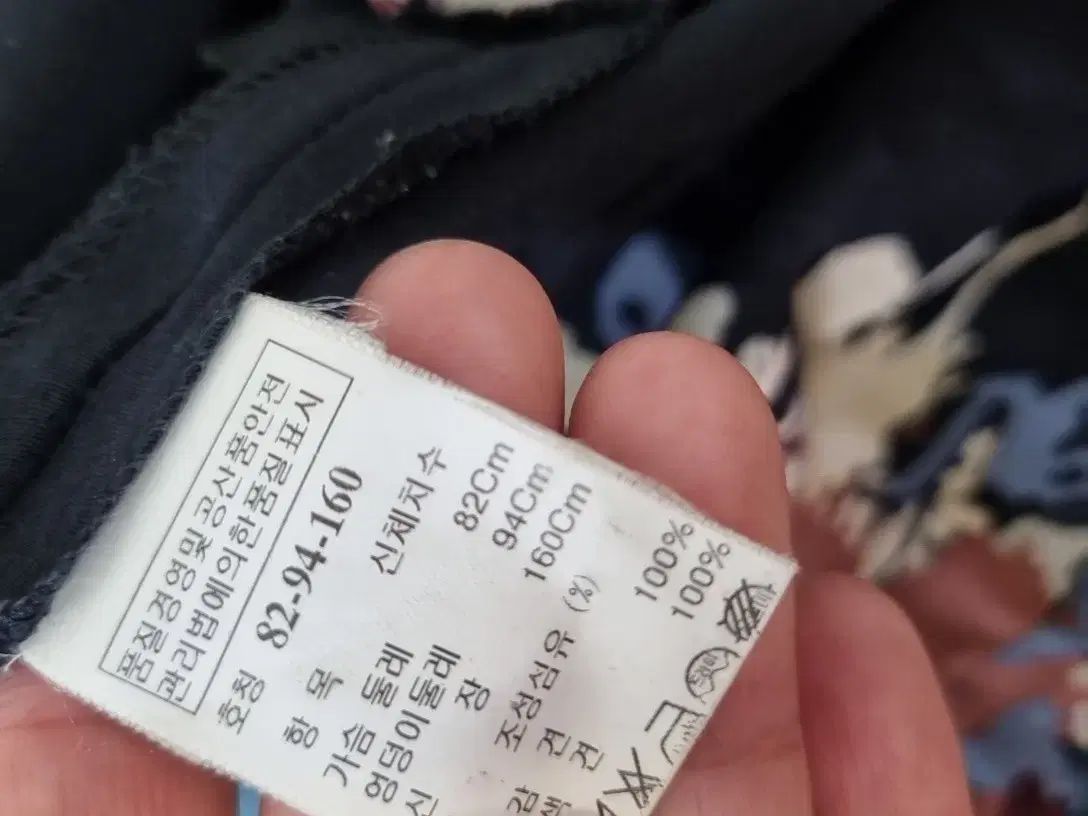 품질경영및공산품안전
관리법에의한품질표시
호칭 82-94-160
항 목 신체치수
가슴 둘레 82Cm
엉덩이둘레 94Cm
신 장 160Cm
조성섬유 (%)
견 100%
견 100%